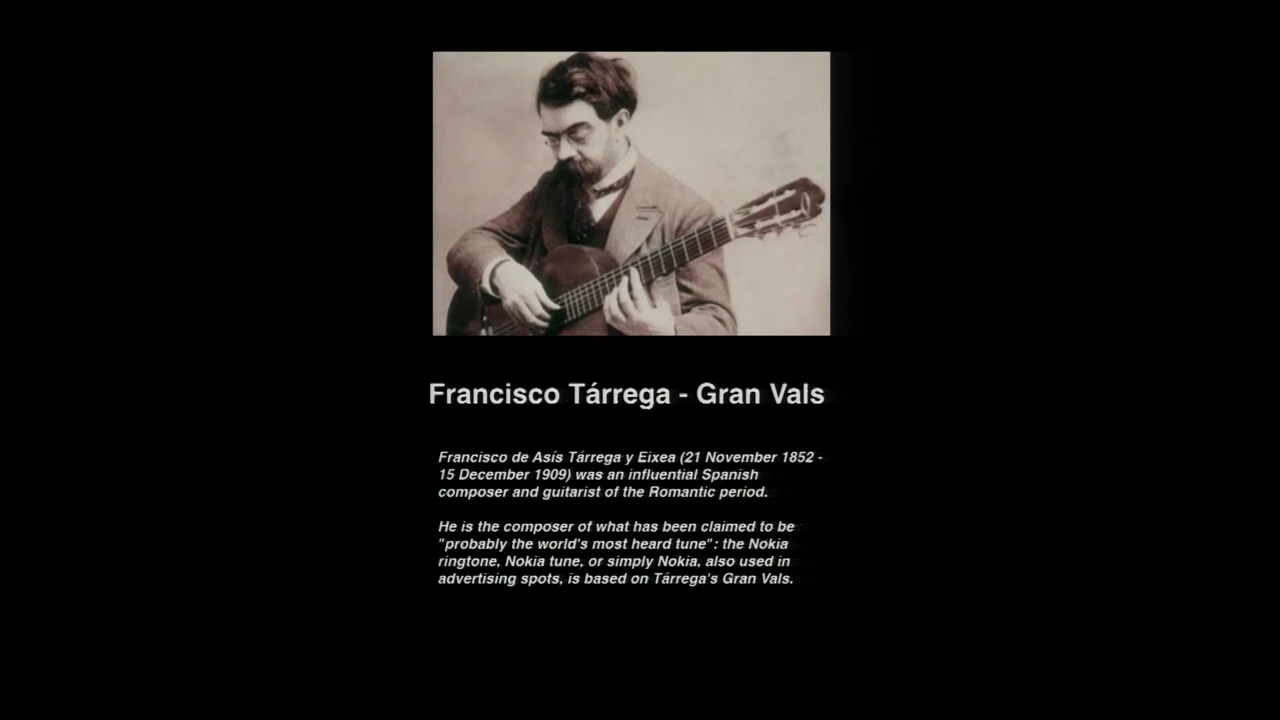 Francisco Tárrega - Gran Vals
Francisco de Asís Tárrega y Eixea (21 November 1852 -
15 December 1909) was an influential Spanish
composer and guitarist of the Romantic period.
He is the composer of what has been claimed to be
"probably the world's most heard tune": the Nokia
ringtone, Nokia tune, or simply Nokia, also used in
advertising spots, is based on Tárrega's Gran Vals.